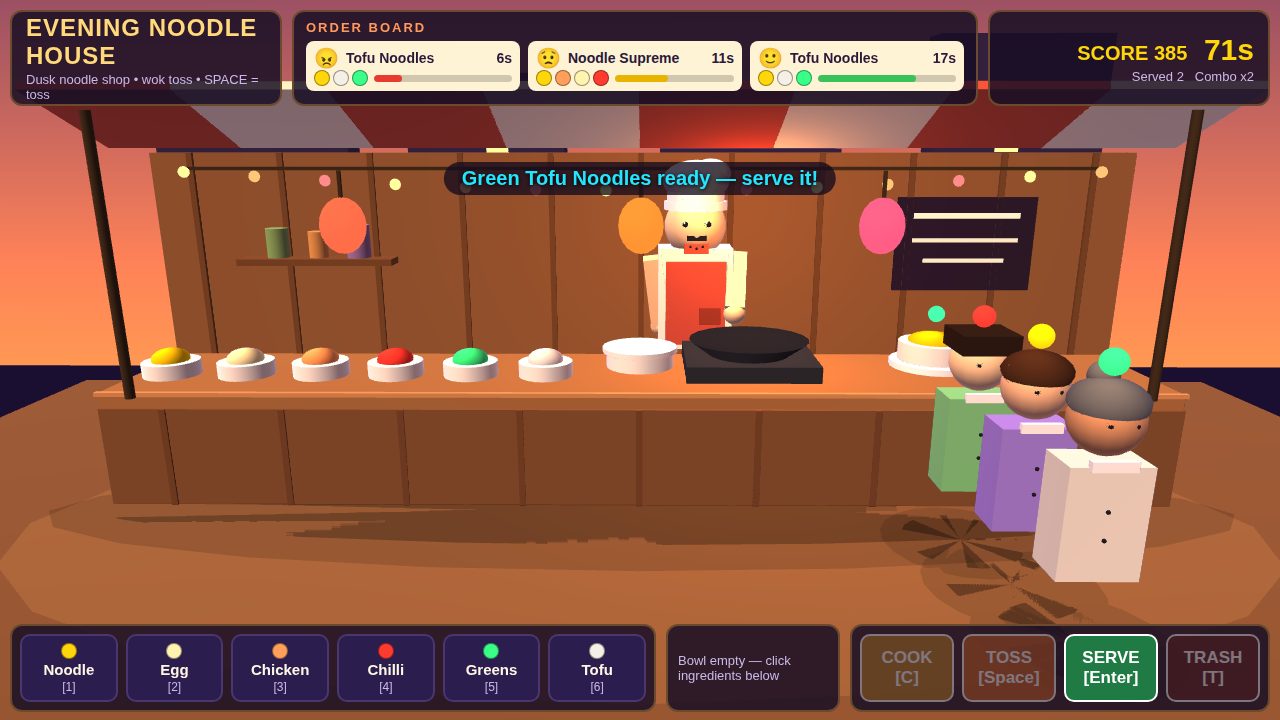 EVENING NOODLE
HOUSE
Dusk noodle shop • wok toss • SPACE =
toss
ORDER BOARD
Tofu Noodles 6s
Noodle Supreme 11s
Tofu Noodles 17s
SCORE 385 71s
Served 2 Combo x2
Green Tofu Noodles ready — serve it!
Noodle
[1]
Egg
[2]
Chicken
[3]
Chilli
[4]
Greens
[5]
Tofu
[6]
Bowl empty — click
ingredients below
COOK
[C]
TOSS
[Space]
SERVE
[Enter]
TRASH
[T]